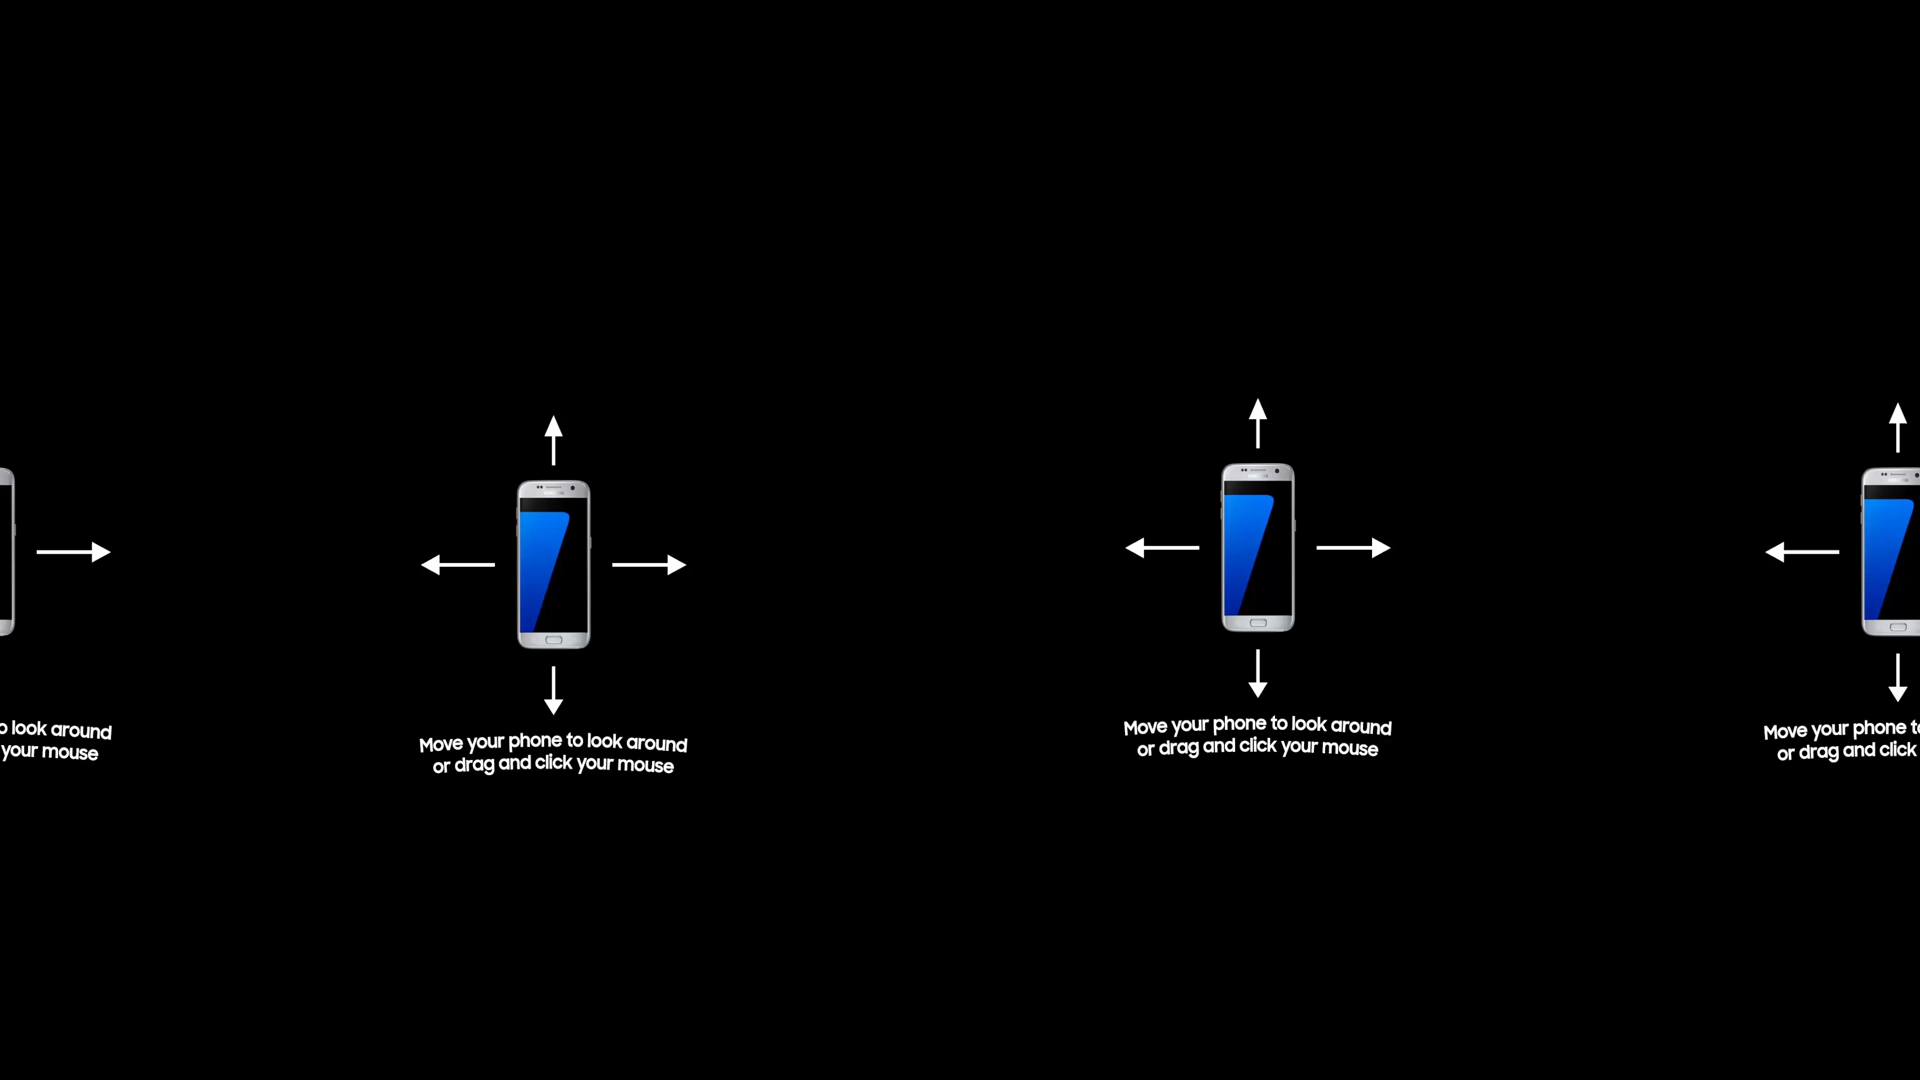 o look around
your mouse
Move your phone to look around
or drag and click your mouse
Move your phone to look around
or drag and click your mouse
Move your phone t
or drag and click